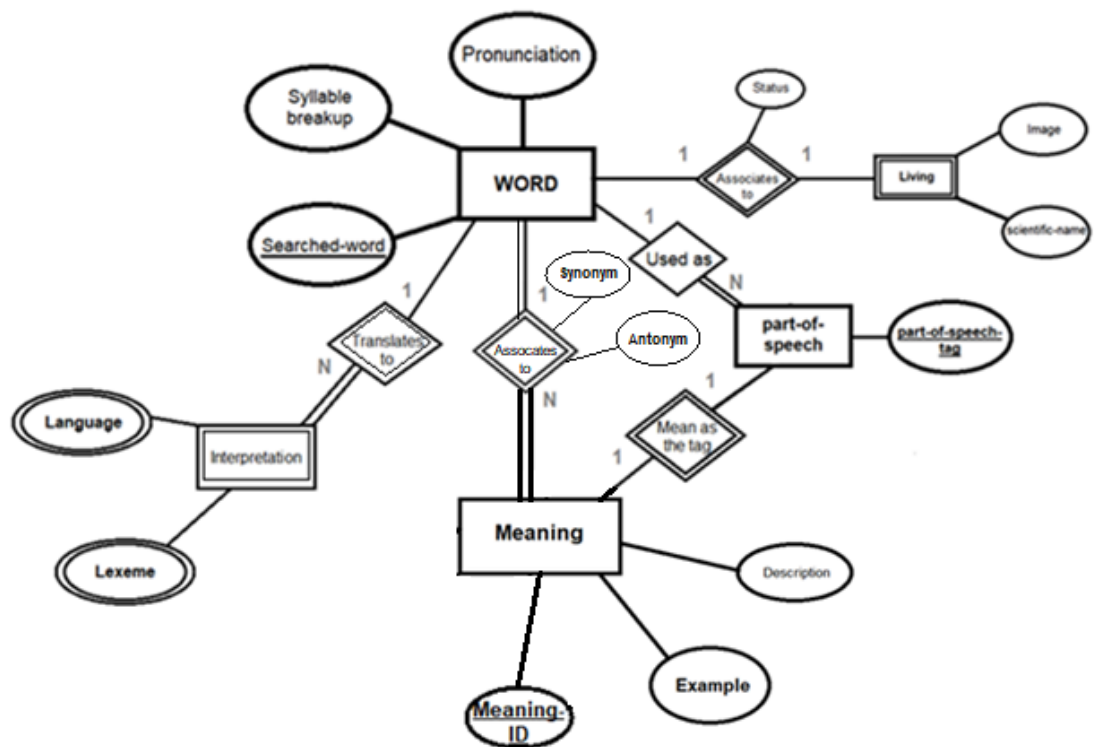 Pronunciation
Syllable
breakup
Status
Image
WORD
1
1
Associates
to
Living
1
Searched-word
Used as
scientific-name
Synonym
N
1
1
Translates
to
Antonym
part-of-
speech
part-of-speech-
tag
Assocates
to
N
N
1
Language
Mean as
the tag
Interpretation
1
Meaning
Lexeme
Description
Example
Meaning-
ID